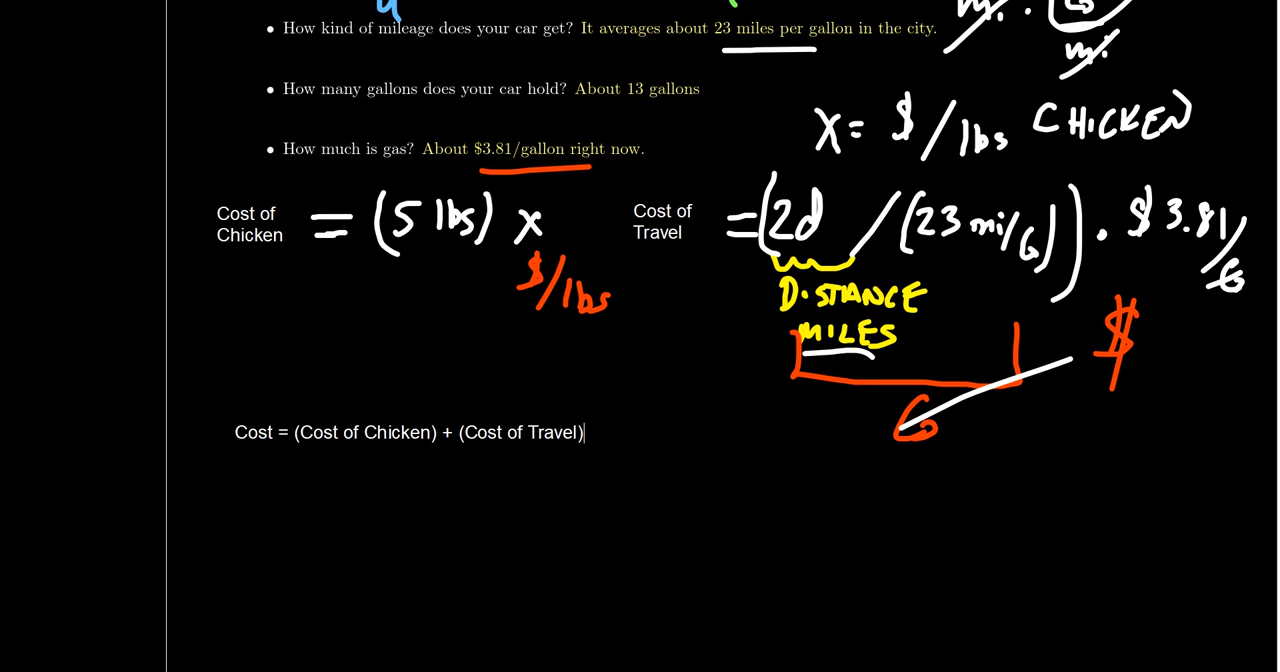 • How kind of mileage does your car get? It averages about 23 miles per gallon in the city.
mi.
• How many gallons does your car hold? About 13 gallons
X = $/lbs CHICKEN
• How much is gas? About $3.81/gallon right now.
Cost of
Chicken
= (5 lbs) x
$/lbs
Cost of
Travel
= (2d / (23 mi/G)) · $3.81/G
DISTANCE
MILES
$
G
Cost = (Cost of Chicken) + (Cost of Travel)